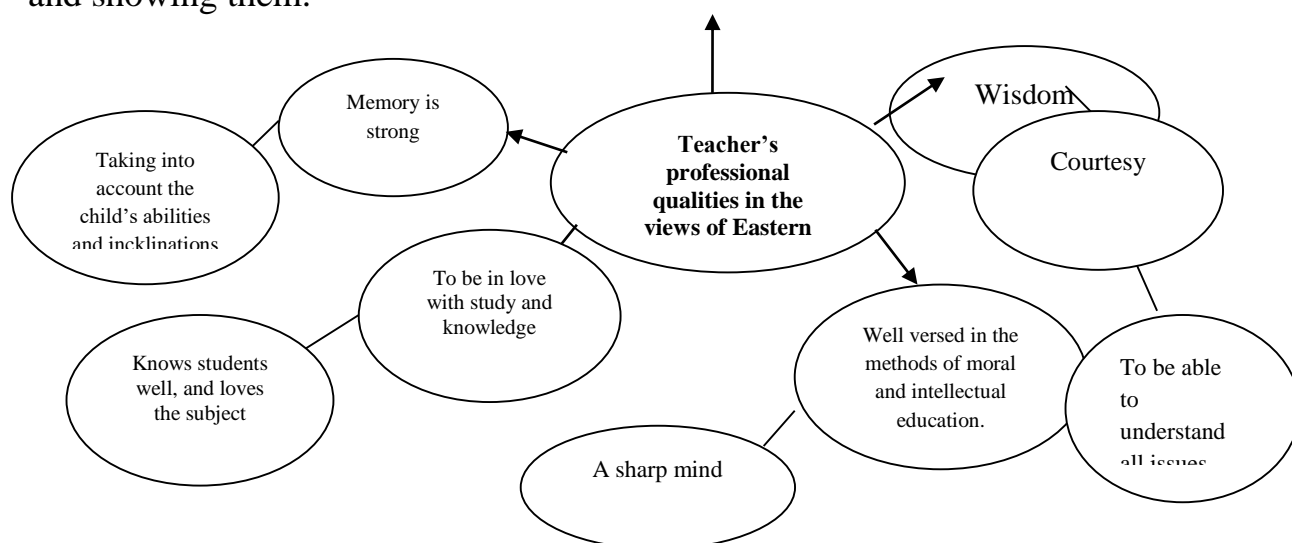 and showing them.
Memory is
strong
Taking into
account the
child's abilities
and incklinations
Teacher's
professional
qualities in the
views of Eastern
Wisdom
Courtesy
To be in love
with study and
knowledge
Knows students
well, and loves
the subject
Well versed in the
methods of moral
and intellectual
education.
To be able
to
understand
all issues
A sharp mind